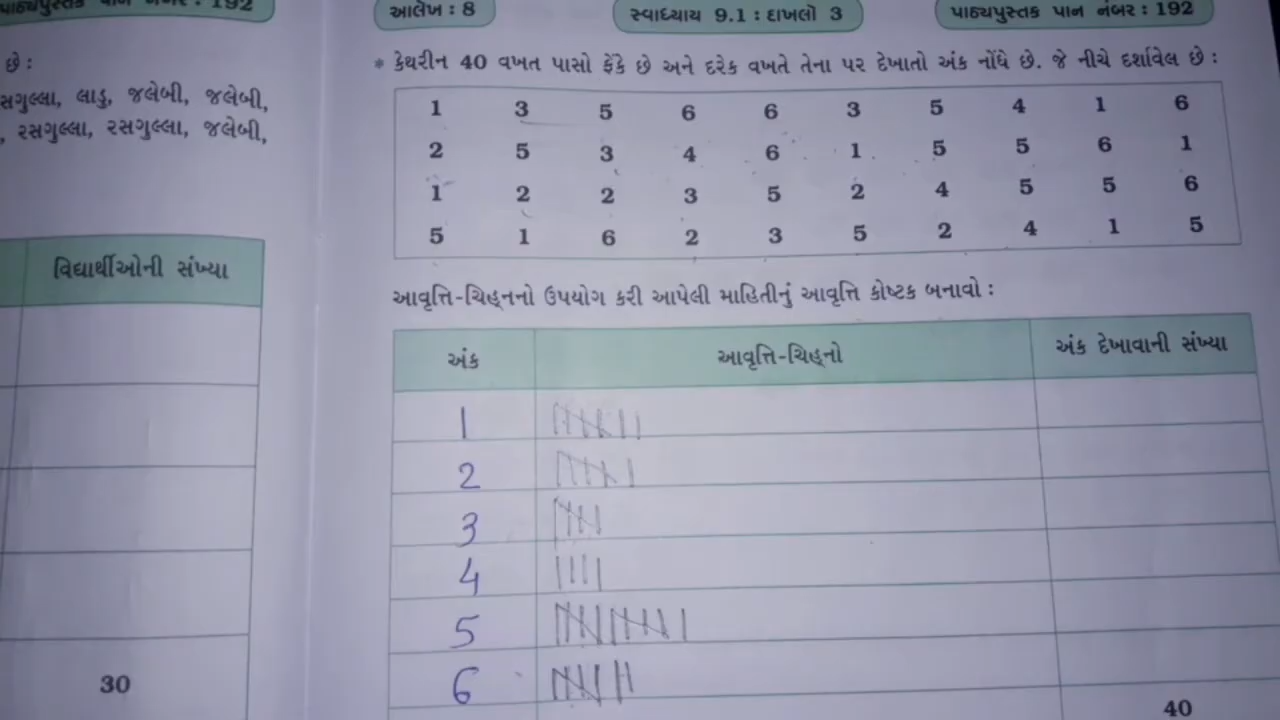 પાઠ્યપુસ્તક પાન નંબર : 192
છે :
સગુલ્લા, લાડુ, જલેબી, જલેબી,
, રસગુલ્લા, રસગુલ્લા, જલેબી,
વિદ્યાર્થીઓની સંખ્યા
30
આલેખ : 8
સ્વાધ્યાય 9.1 : દાખલો 3
પાઠ્યપુસ્તક પાન નંબર : 192
* કેથરીન 40 વખત પાસો ફેંકે છે અને દરેક વખતે તેના પર દેખાતો અંક નોંધે છે. જે નીચે દર્શાવેલ છે :
1 3 5 6 6 3 5 4 1 6
2 5 3 4 6 1 5 5 6 1
1 2 2 3 5 2 4 5 5 6
5 1 6 2 3 5 2 4 1 5
આવૃત્તિ-ચિહ્નનો ઉપયોગ કરી આપેલી માહિતીનું આવૃત્તિ કોષ્ટક બનાવો :
અંક આવૃત્તિ-ચિહ્નો અંક દેખાવાની સંખ્યા
1
2
3
4
5
6
40